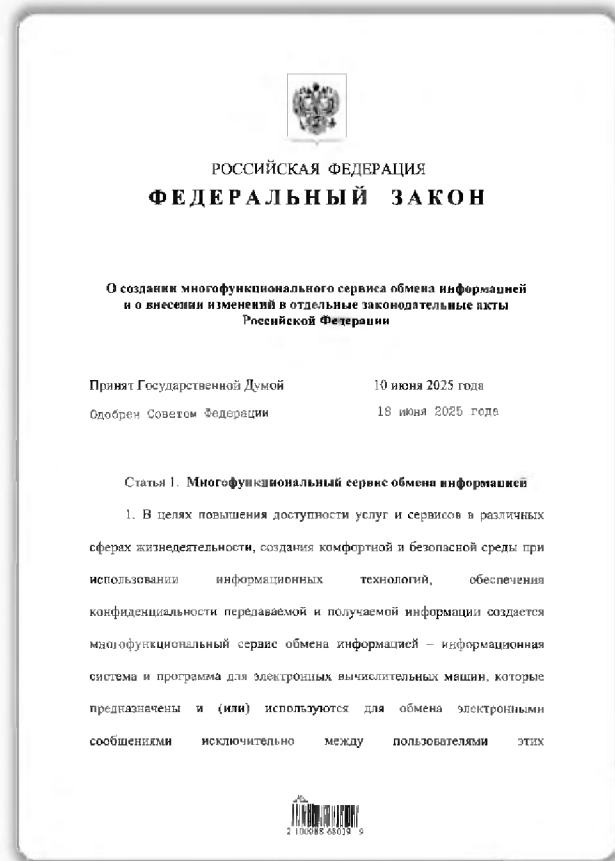 РОССИЙСКАЯ ФЕДЕРАЦИЯ
ФЕДЕРАЛЬНЫЙ ЗАКОН
О создании многофункционального сервиса обмена информацией
и о внесении изменений в отдельные законодательные акты
Российской Федерации
Принят Государственной Думой 10 июня 2025 года
Одобрен Советом Федерации 18 июня 2025 года
Статья 1. Многофункциональный сервис обмена информацией
1. В целях повышения доступности услуг и сервисов в различных
сферах жизнедеятельности, создания комфортной и безопасной среды при
использовании информационных технологий, обеспечения
конфиденциальности передаваемой и получаемой информации создается
многофункциональный сервис обмена информацией – информационная
система и программа для электронных вычислительных машин, которые
предназначены и (или) используются для обмена электронными
сообщениями исключительно между пользователями этих
2 100088 68039 9